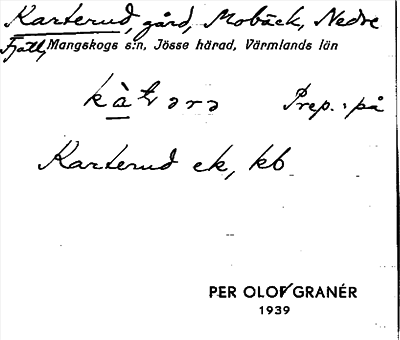 Karterud, gård, Mobäck, Nedre
Fjäll, Mangskogs s:n, Jösse härad, Värmlands län
kàtərə Prep.: på
Karterud ek, kb
PER OLOF GRANÉR
1939